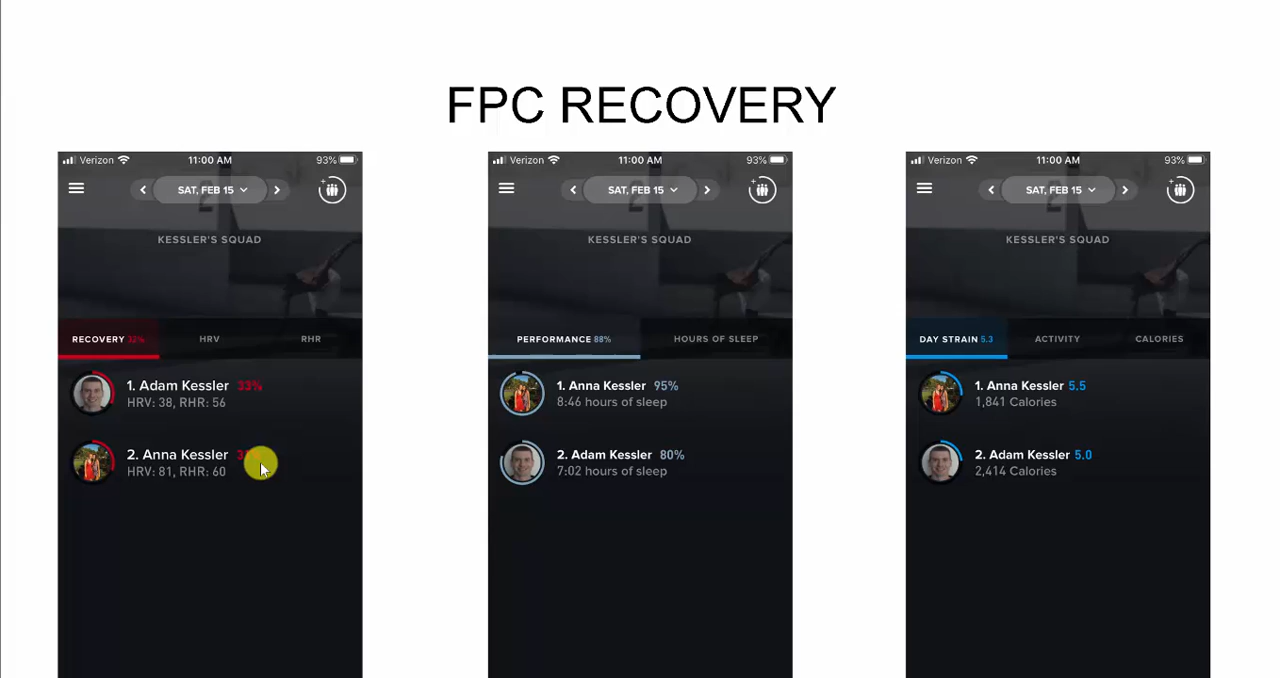 FPC RECOVERY
Verizon 11:00 AM 93%
SAT, FEB 15
2
KESSLER'S SQUAD
RECOVERY 32% HRV RHR
1. Adam Kessler 33%
HRV: 38, RHR: 56
2. Anna Kessler
HRV: 81, RHR: 60
Verizon 11:00 AM 93%
SAT, FEB 15
2
KESSLER'S SQUAD
PERFORMANCE 88% HOURS OF SLEEP
1. Anna Kessler 95%
8:46 hours of sleep
2. Adam Kessler 80%
7:02 hours of sleep
Verizon 11:00 AM 93%
SAT, FEB 15
2
KESSLER'S SQUAD
DAY STRAIN 5.3 ACTIVITY CALORIES
1. Anna Kessler 5.5
1,841 Calories
2. Adam Kessler 5.0
2,414 Calories